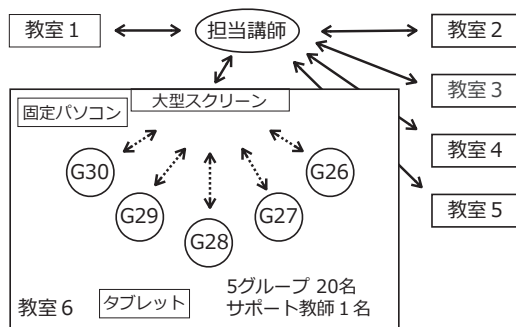 教室１
担当講師
教室２
大型スクリーン
固定パソコン
教室３
教室４
教室５
G30
G29
G28
G27
G26
5グループ 20名
サポート教師１名
教室６
タブレット